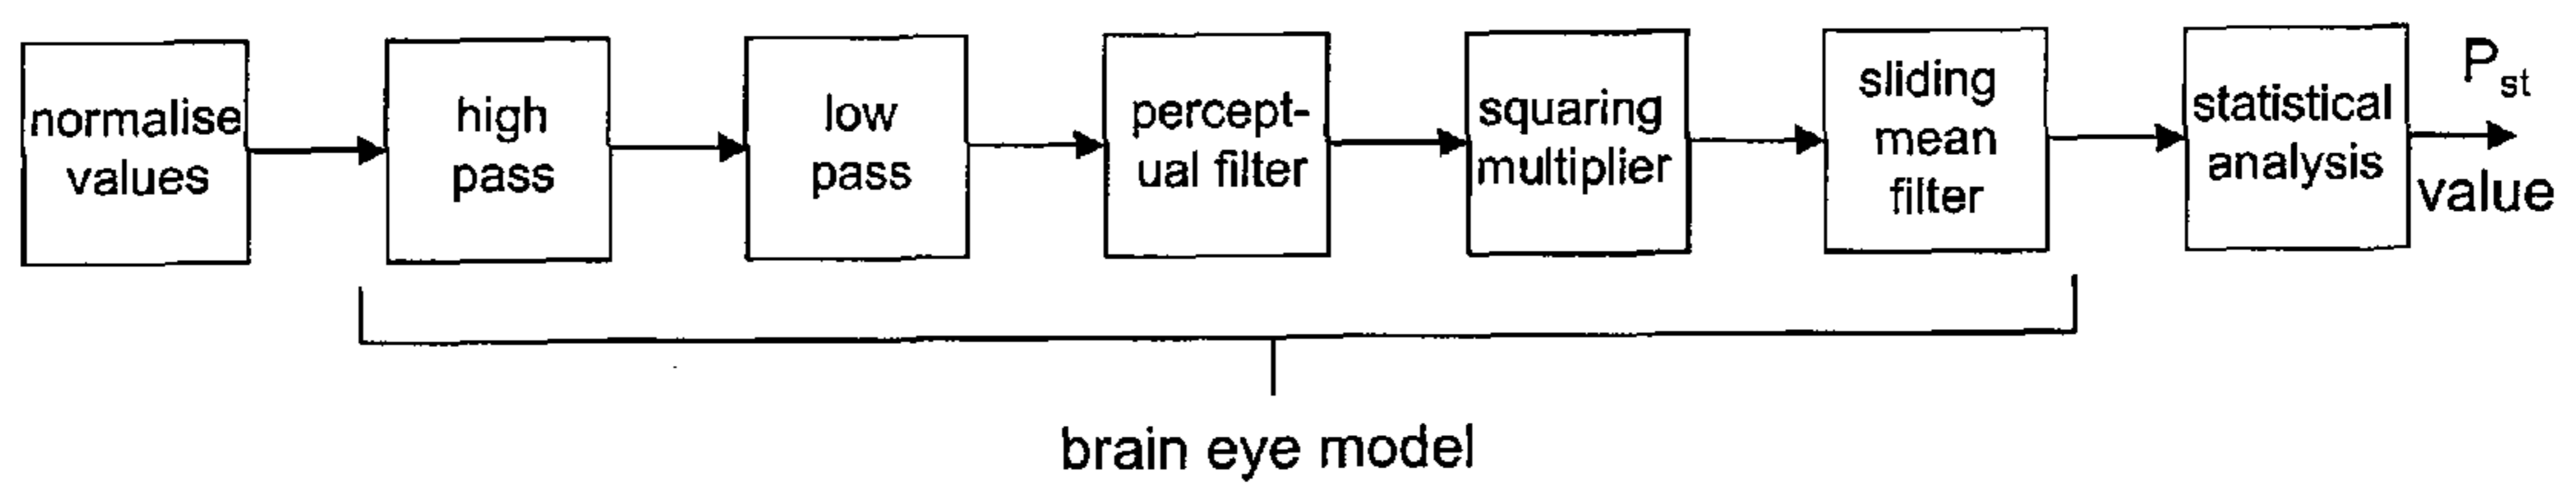 normalise
values
high
pass
low
pass
percept-
ual filter
squaring
multiplier
sliding
mean
filter
statistical
analysis
Pst
value
brain eye model